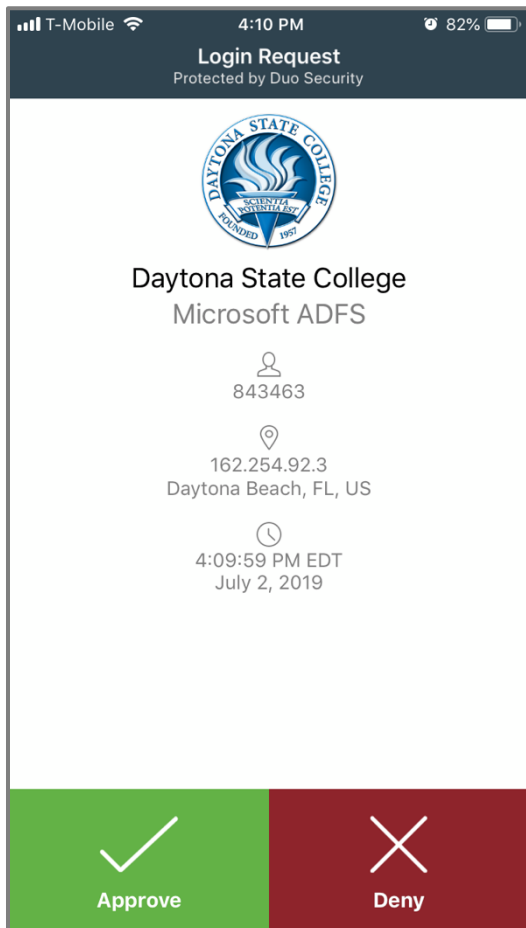 T-Mobile 4:10 PM 82%
Login Request
Protected by Duo Security
DAYTONA STATE COLLEGE
SCIENTIA
POTENTIA EST
FOUNDED 1957
Daytona State College
Microsoft ADFS
843463
162.254.92.3
Daytona Beach, FL, US
4:09:59 PM EDT
July 2, 2019
Approve Deny